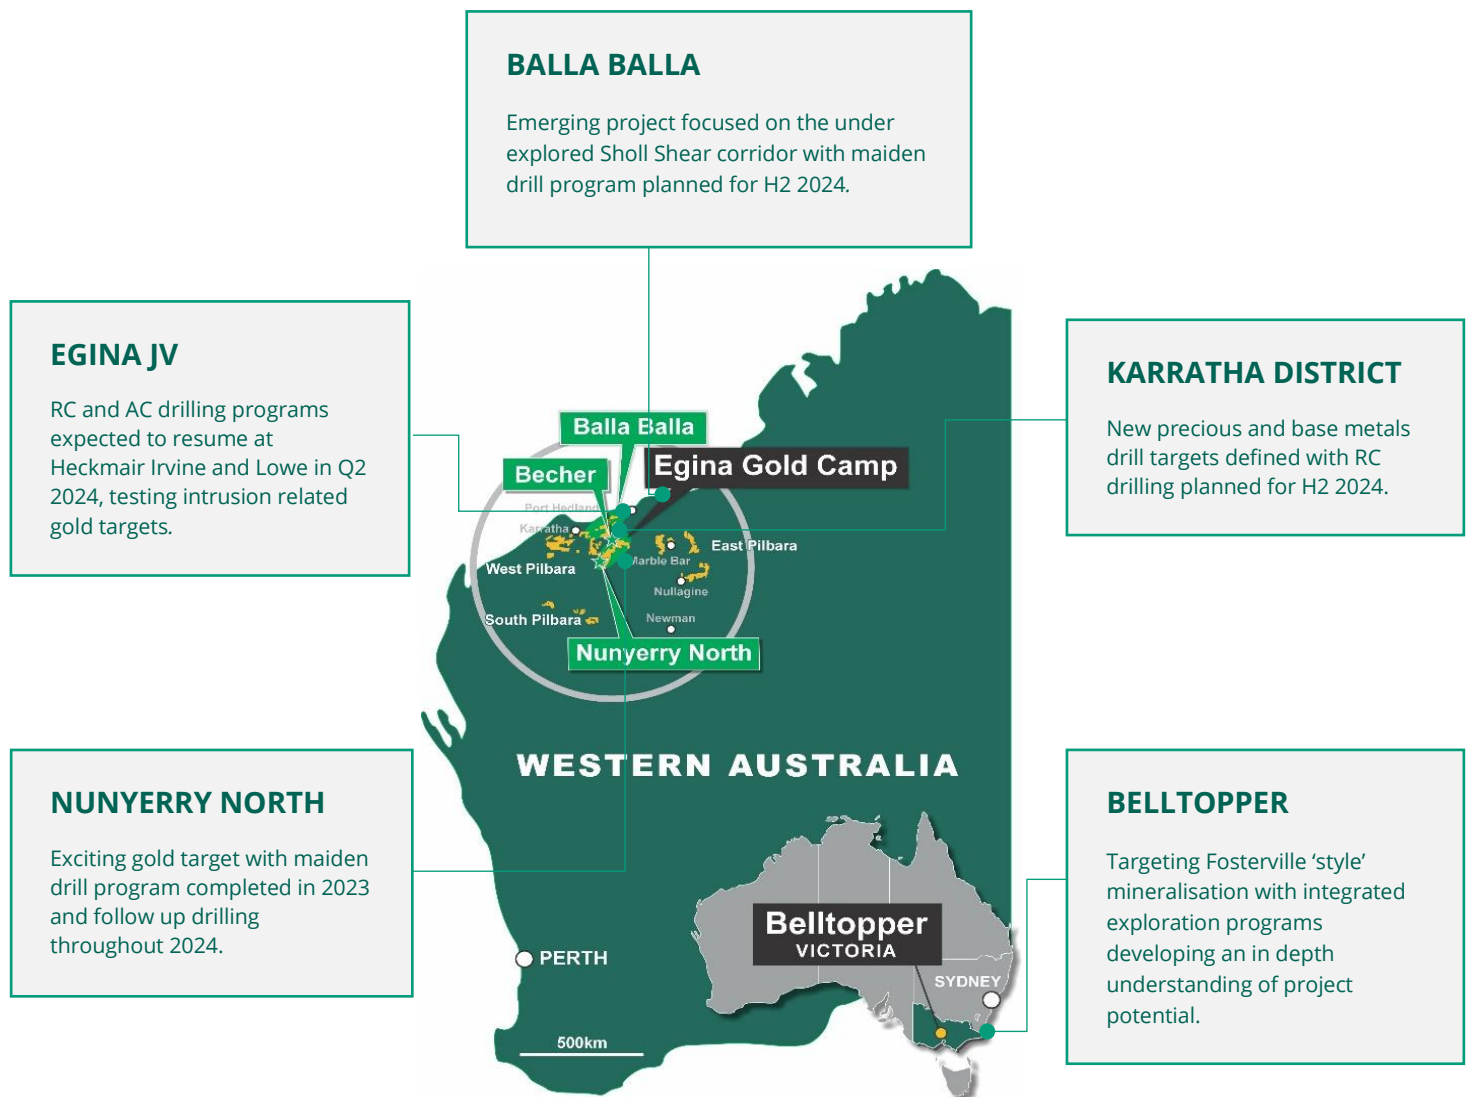 BALLA BALLA
Emerging project focused on the under
explored Sholl Shear corridor with maiden
drill program planned for H2 2024.
EGINA JV
RC and AC drilling programs
expected to resume at
Heckmair Irvine and Lowe in Q2
2024, testing intrusion related
gold targets.
KARRATHA DISTRICT
New precious and base metals
drill targets defined with RC
drilling planned for H2 2024.
Balla Balla
Egina Gold Camp
Becher
Port Hedland
Karratha
East Pilbara
West Pilbara
Marble Bar
Nullagine
South Pilbara
Newman
Nunyerry North
WESTERN AUSTRALIA
NUNYERRY NORTH
Exciting gold target with maiden
drill program completed in 2023
and follow up drilling
throughout 2024.
BELLTOPPER
Targeting Fosterville ‘style’
mineralisation with integrated
exploration programs
developing an in depth
understanding of project
potential.
Belltopper
VICTORIA
PERTH
SYDNEY
500km